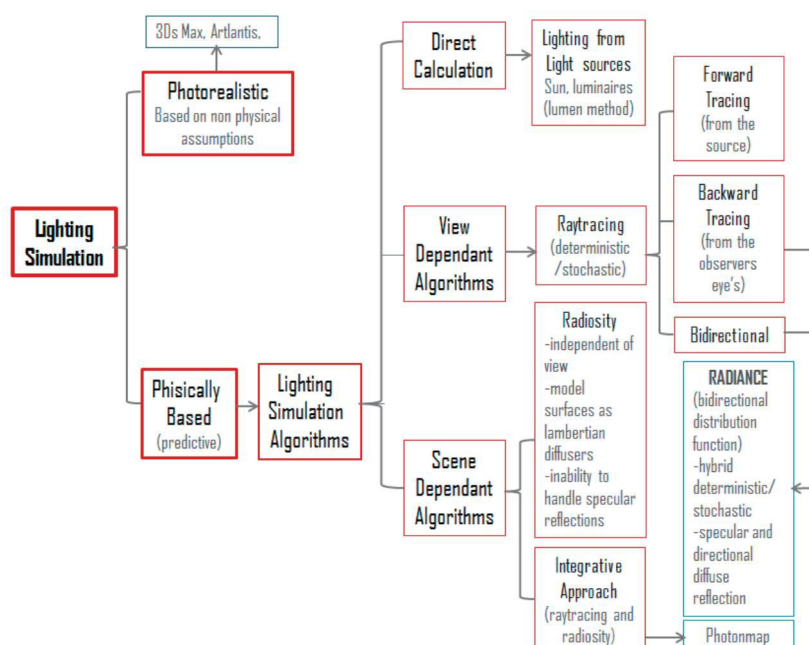 3Ds Max, Artlantis,
Photorealistic
Based on non physical
assumptions
Lighting
Simulation
Phisically
Based
(predictive)
Lighting
Simulation
Algorithms
Direct
Calculation
Lighting from
Light sources
Sun, luminaires
(lumen method)
View
Dependant
Algorithms
Raytracing
(deterministic
/stochastic)
Forward
Tracing
(from the
source)
Backward
Tracing
(from the
observers
eye's)
Bidirectional
Scene
Dependant
Algorithms
Radiosity
-independent of
view
-model
surfaces as
lambertian
diffusers
-inability to
handle specular
reflections
Integrative
Approach
(raytracing and
radiosity)
RADIANCE
(bidirectional
distribution
function)
-hybrid
deterministic/
stochastic
-specular and
directional
diffuse
reflection
Photonmap